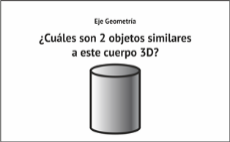 Eje Geometría
¿Cuáles son 2 objetos similares
a este cuerpo 3D?